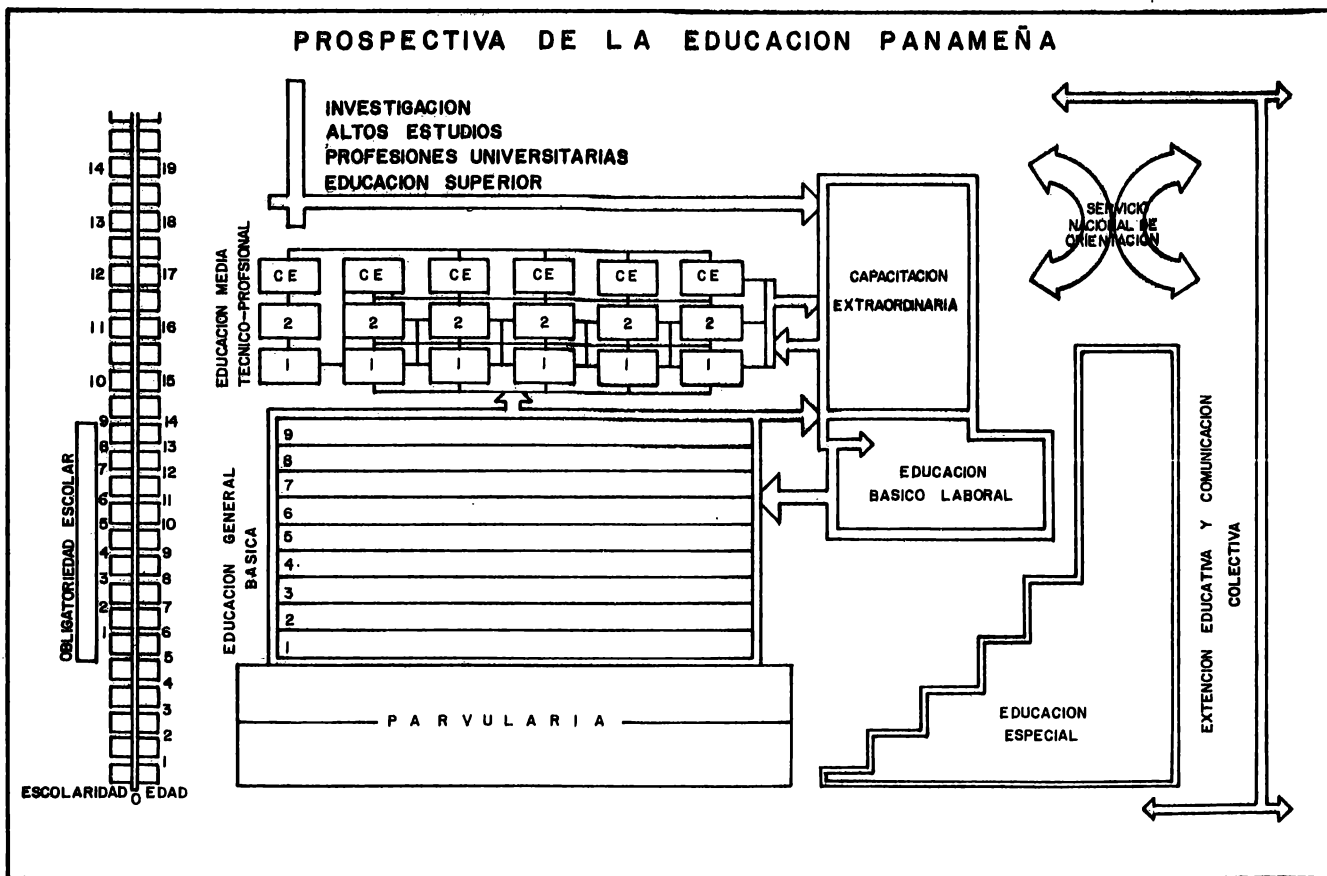 PROSPECTIVA DE LA EDUCACION PANAMEÑA
INVESTIGACION
ALTOS ESTUDIOS
PROFESIONES UNIVERSITARIAS
EDUCACION SUPERIOR
14 19
13 18
12 17
11 16
10 15
9 14
8 13
7 12
6 11
5 10
4 9
3 8
2 7
1 6
5
4
3
2
1
ESCOLARIDAD 0 EDAD
OBLIGATORIEDAD ESCOLAR
EDUCACION MEDIA
TECNICO-PROFSIONAL
CE CE CE CE CE CE
2 2 2 2 2 2
1 1 1 1 1 1
EDUCACION GENERAL
BASICA
9
8
7
6
5
4
3
2
1
PARVULARIA
CAPACITACION
EXTRAORDINARIA
EDUCACION
BASICO LABORAL
SERVICIO
NACIONAL DE
ORIENTACION
EDUCACION
ESPECIAL
EXTENCION EDUCATIVA Y COMUNICACION
COLECTIVA